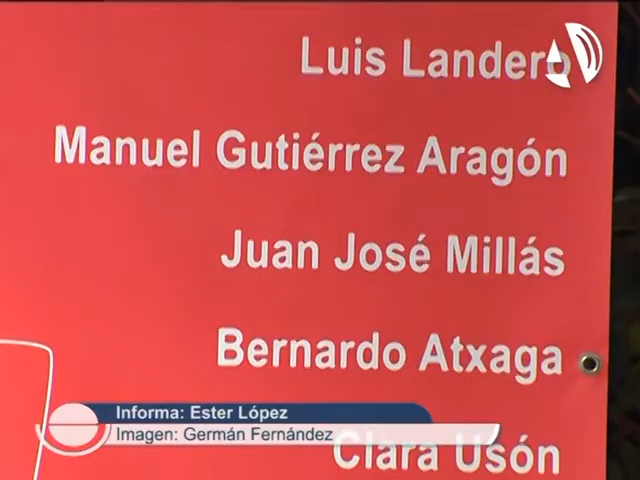 Luis Landero
Manuel Gutiérrez Aragón
Juan José Millás
Bernardo Atxaga
Clara Usón
Informa: Ester López
Imagen: Germán Fernández